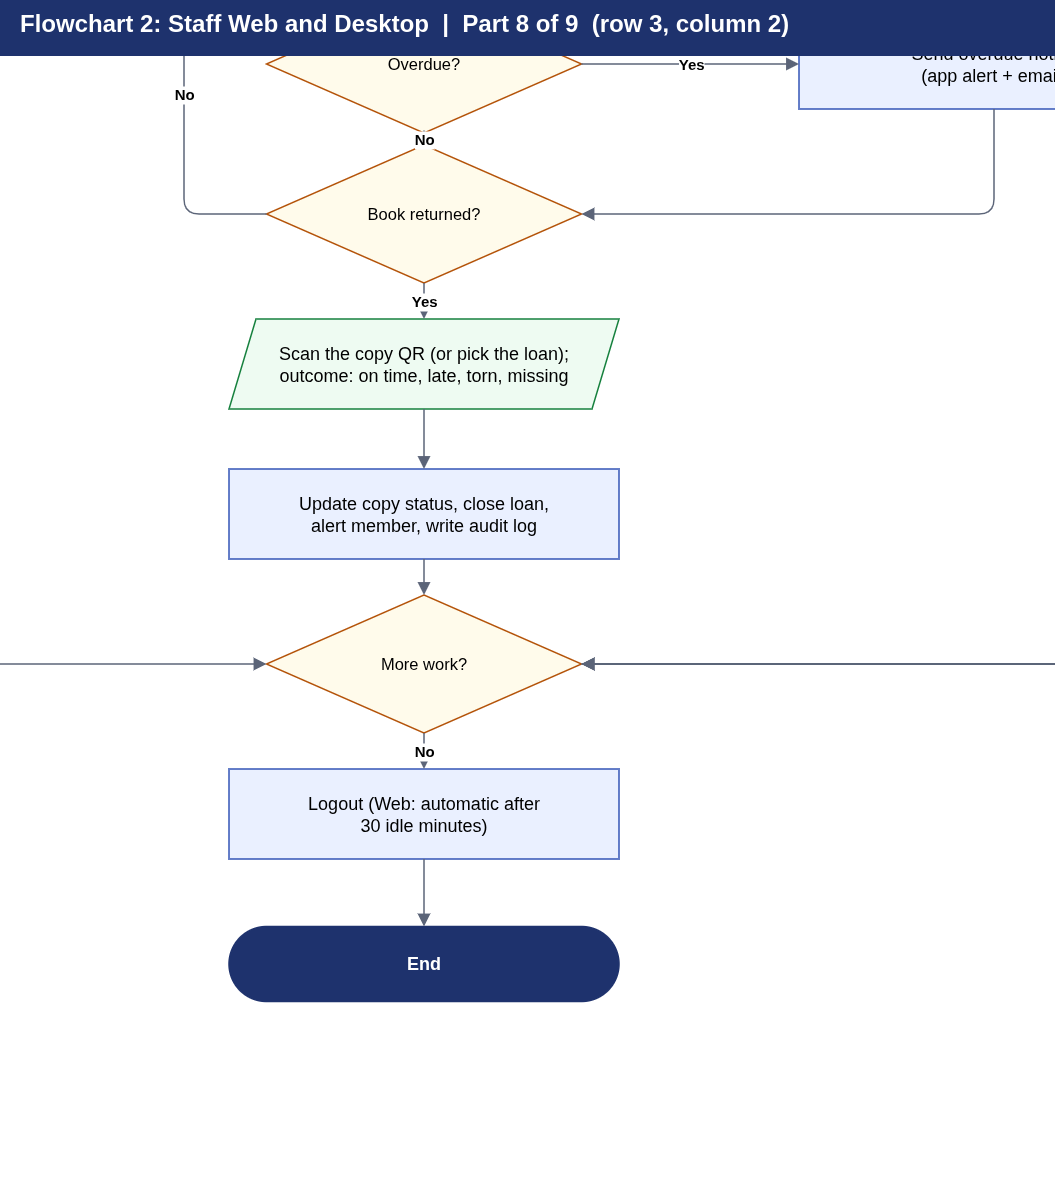 Flowchart 2: Staff Web and Desktop | Part 8 of 9 (row 3, column 2)
Overdue?
Yes
Send overdue
(app alert +
No
No
Book returned?
Yes
Scan the copy QR (or pick the loan);
outcome: on time, late, torn, missing
Update copy status, close loan,
alert member, write audit log
More work?
No
Logout (Web: automatic after
30 idle minutes)
End